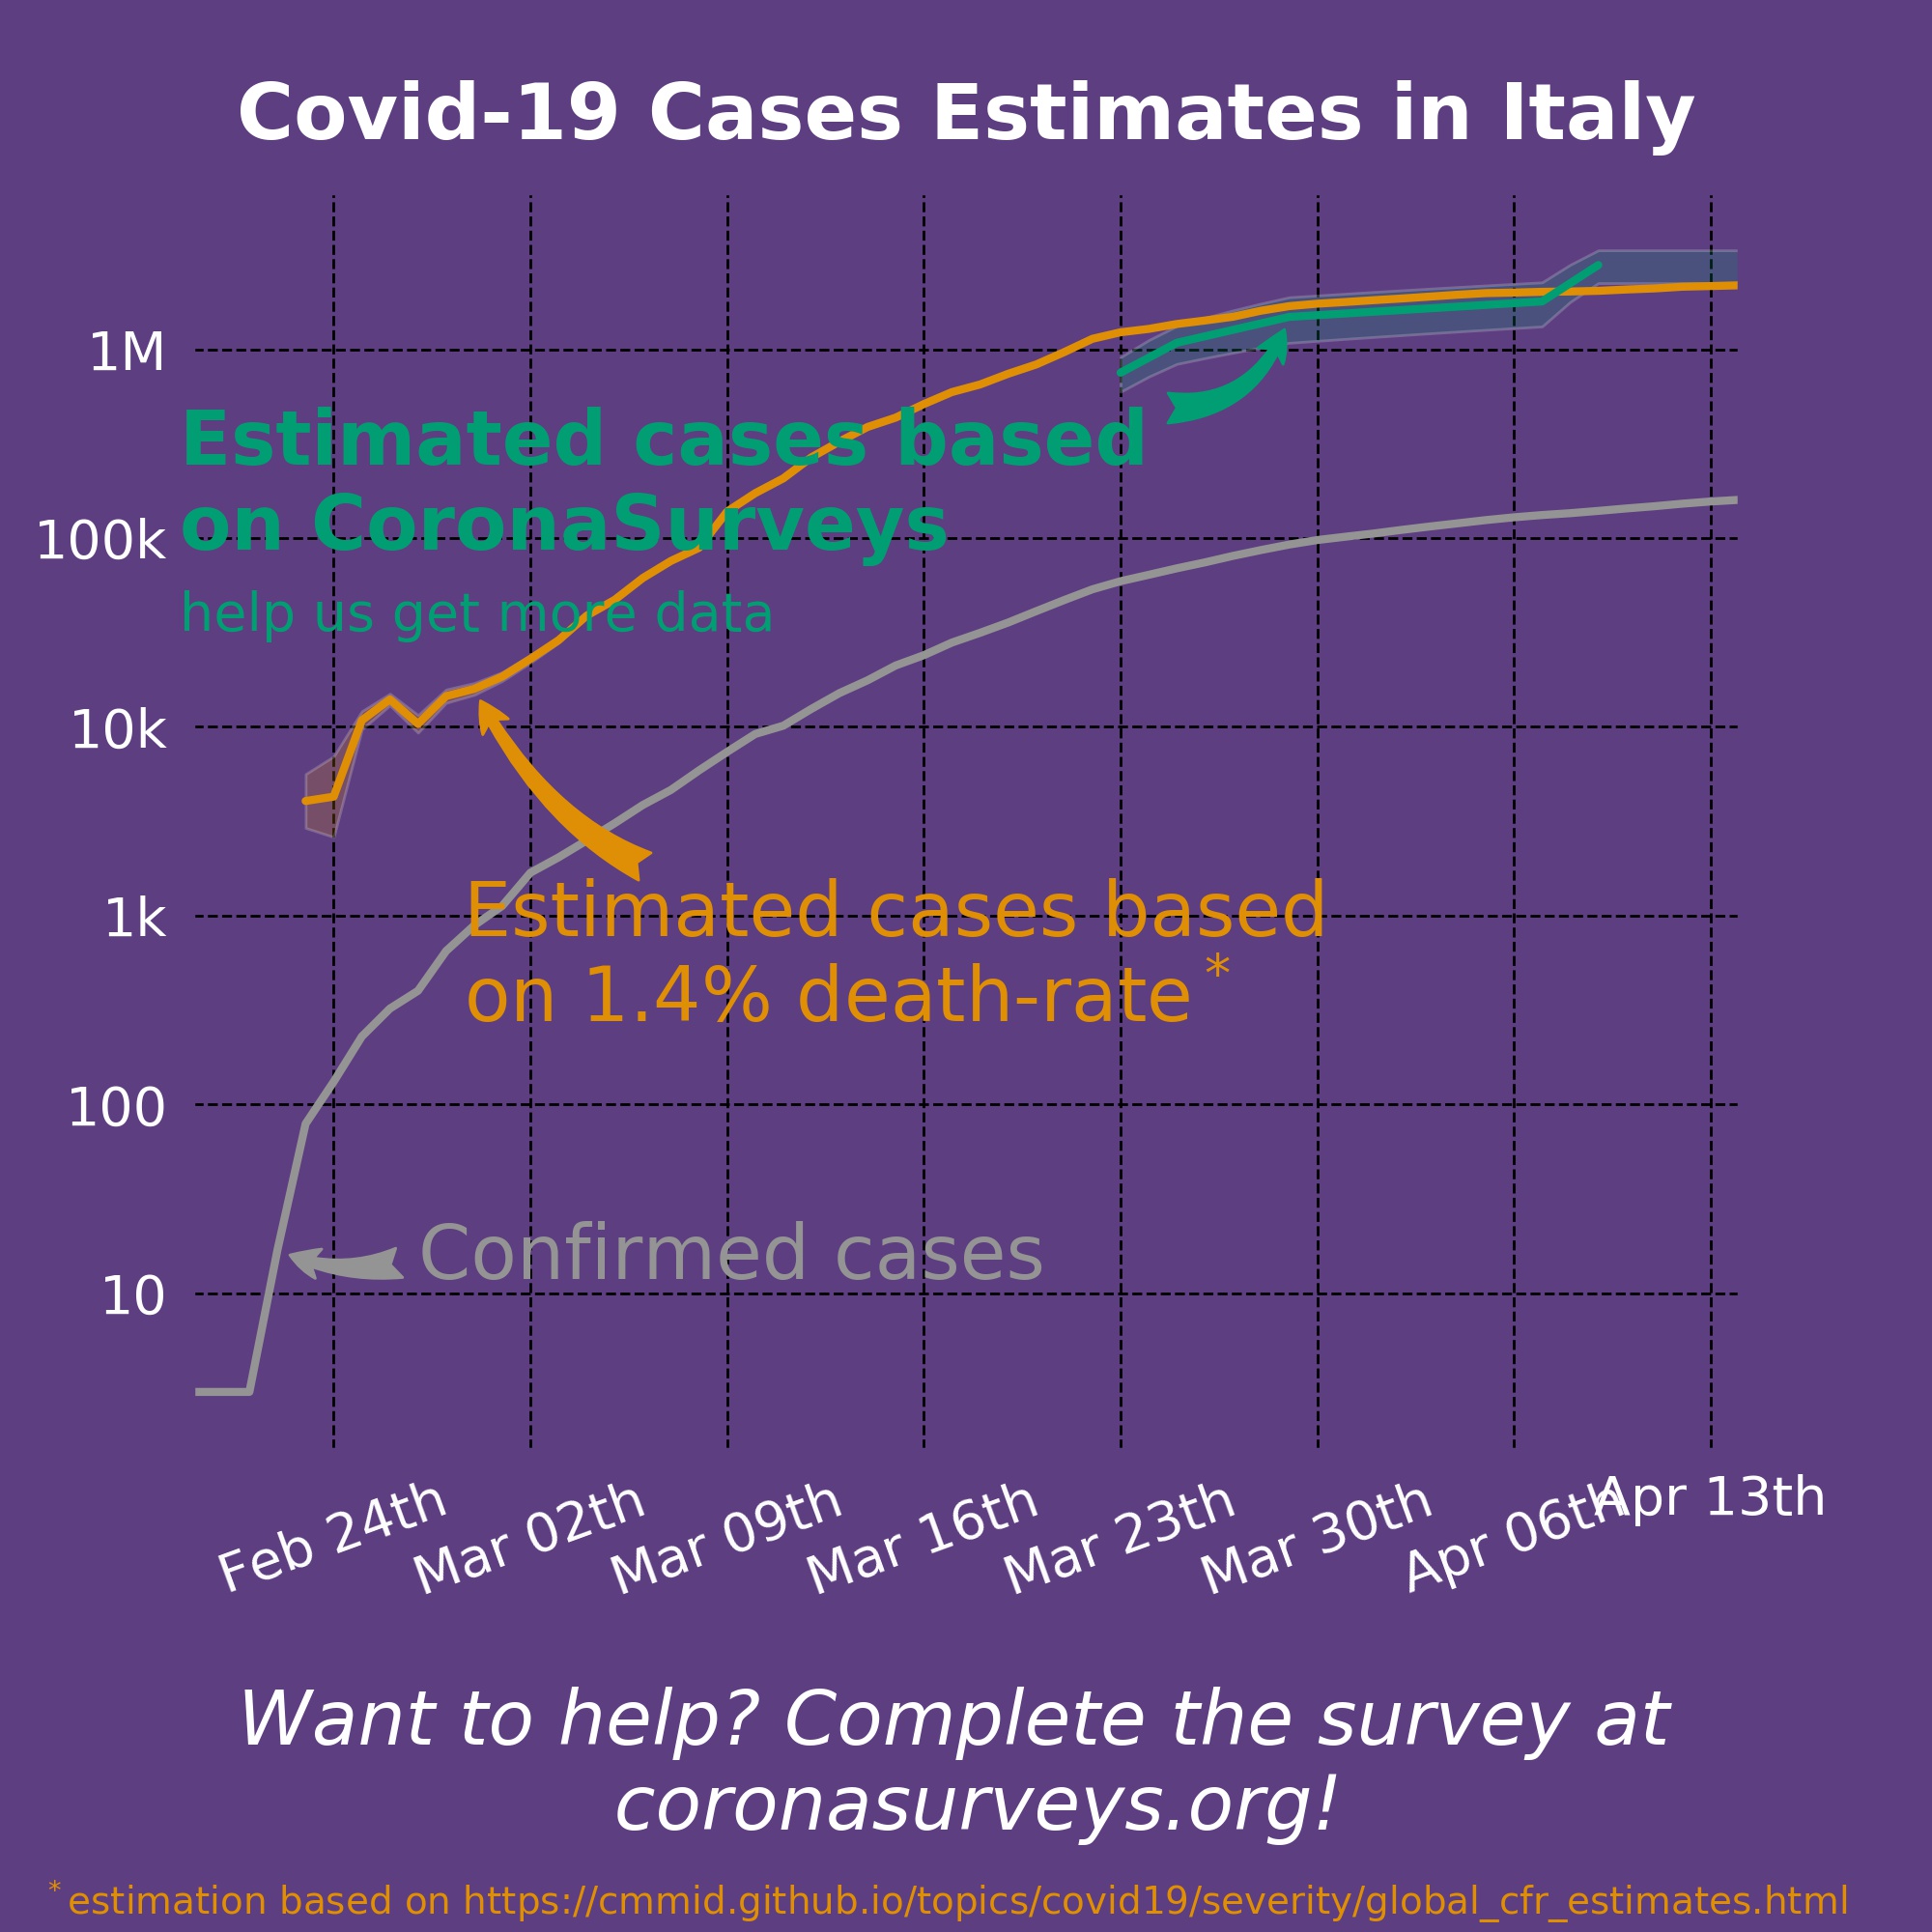 Covid-19 Cases Estimates in Italy
1M
Estimated cases based
on CoronaSurveys
100k
help us get more data
10k
1k
Estimated cases based
on 1.4% death-rate*
100
Confirmed cases
10
Feb 24th
Mar 02th
Mar 09th
Mar 16th
Mar 23th
Mar 30th
Apr 06th
Apr 13th
Want to help? Complete the survey at
coronasurveys.org!
*estimation based on https://cmmid.github.io/topics/covid19/severity/global_cfr_estimates.html